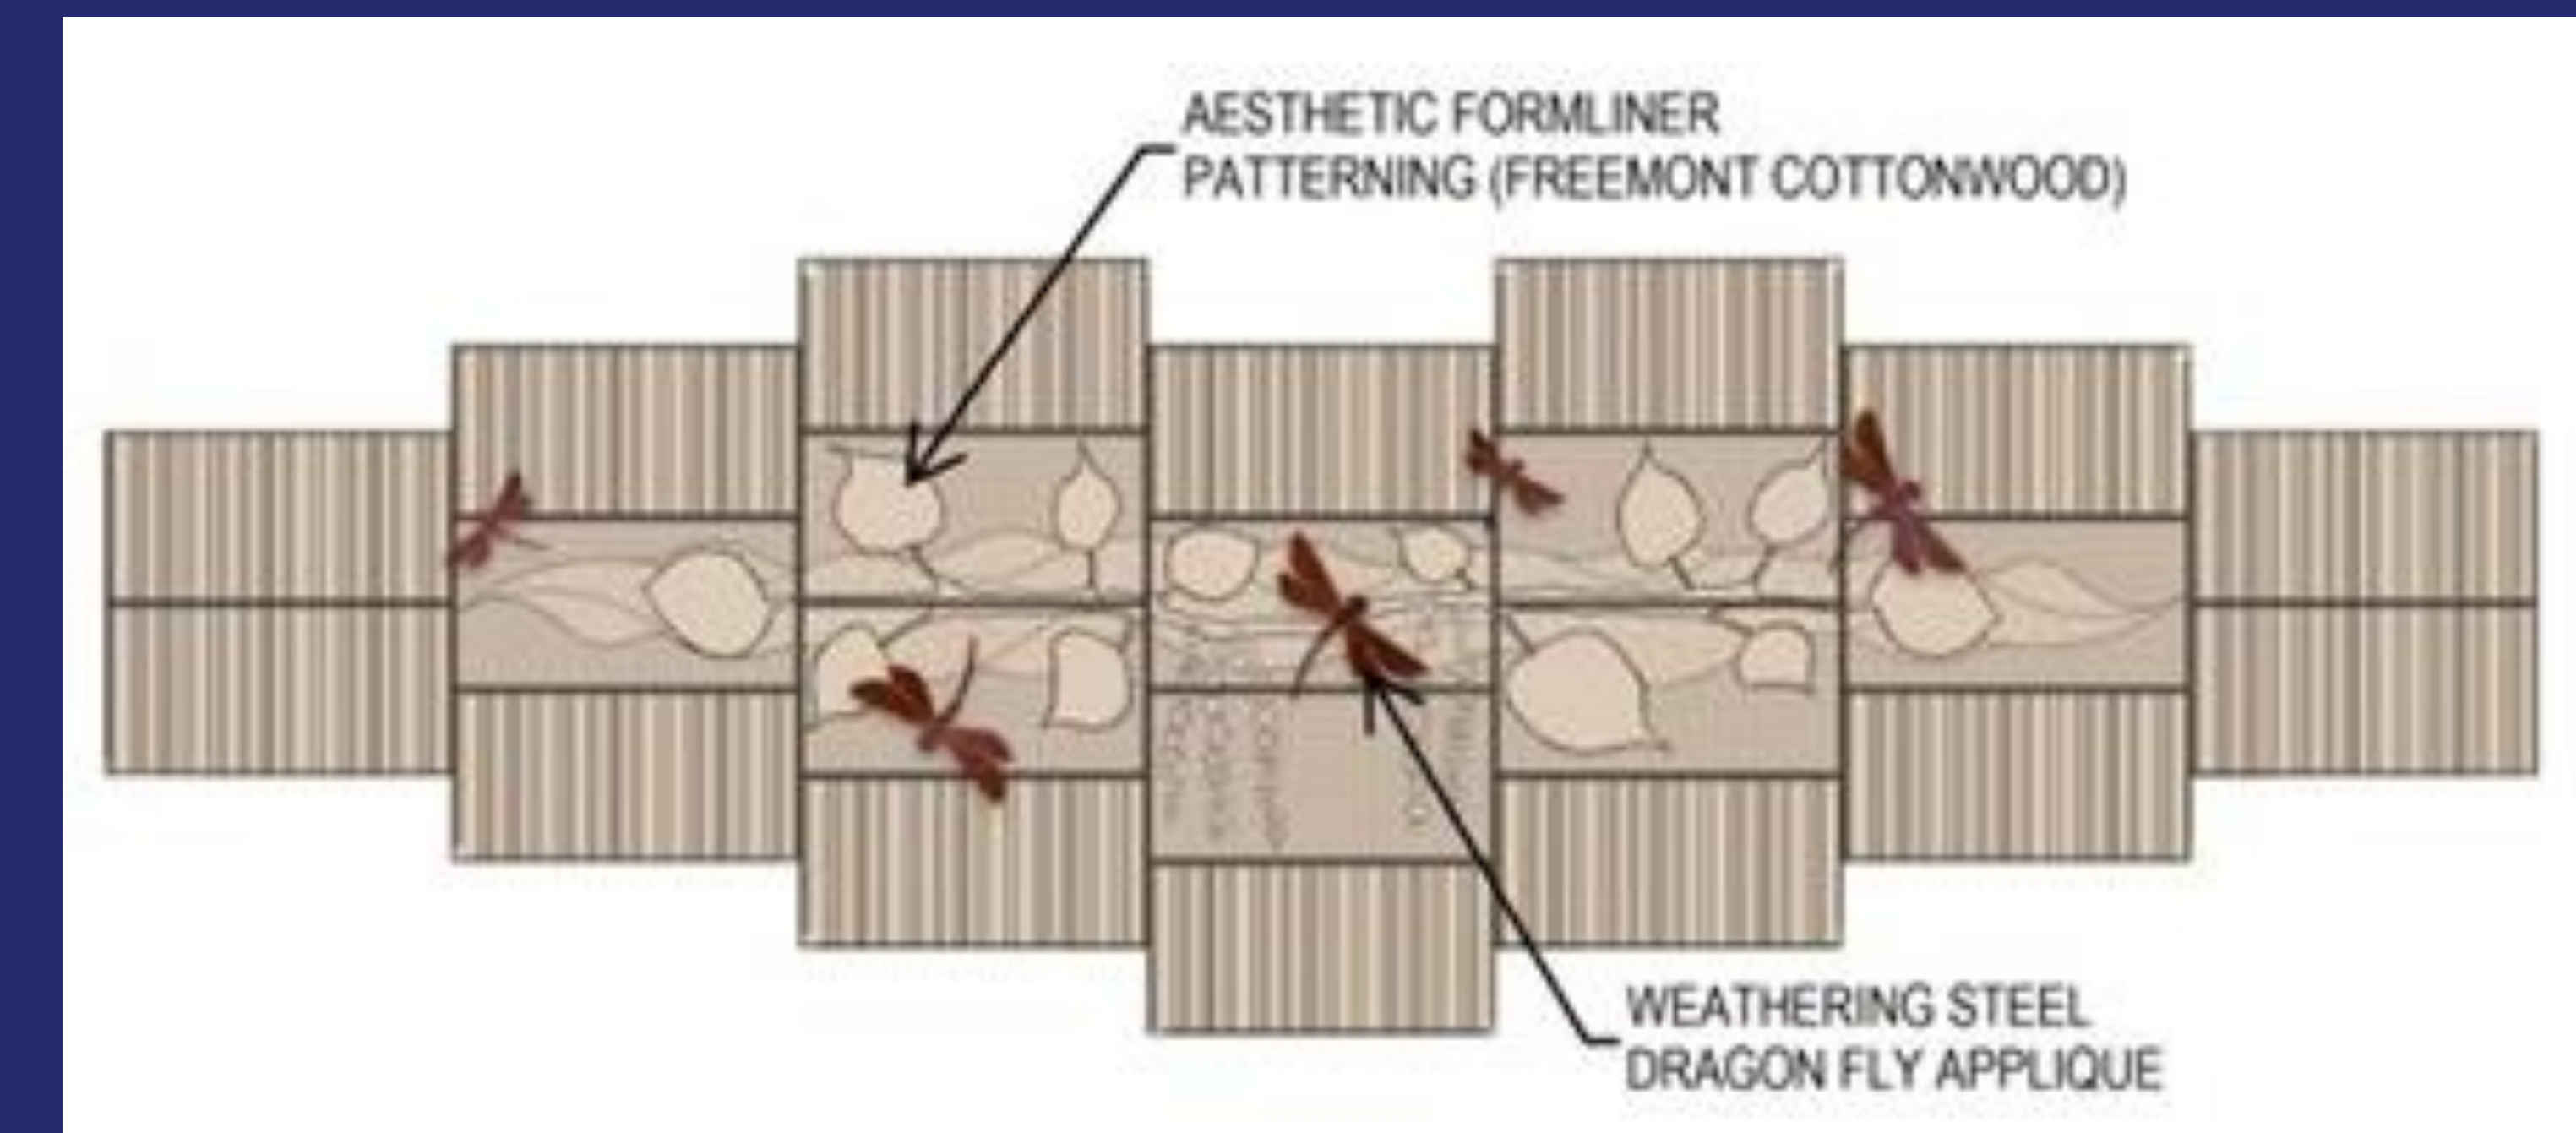 AESTHETIC FORMLINER
PATTERNING (FREEMONT COTTONWOOD)
WEATHERING STEEL
DRAGON FLY APPLIQUE